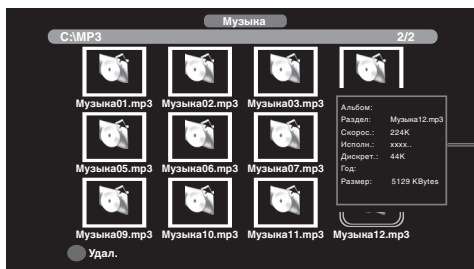 Музыка
C:\MP3 2/2
Музыка01.mp3 Музыка02.mp3 Музыка03.mp3
Альбом:
Раздел: Музыка12.mp3
Скорос.: 224K
Исполн.: xxxx..
Дискрет.: 44K
Год:
Размер: 5129 KBytes
Музыка05.mp3 Музыка06.mp3 Музыка07.mp3
Музыка09.mp3 Музыка10.mp3 Музыка11.mp3 Музыка12.mp3
Удал.